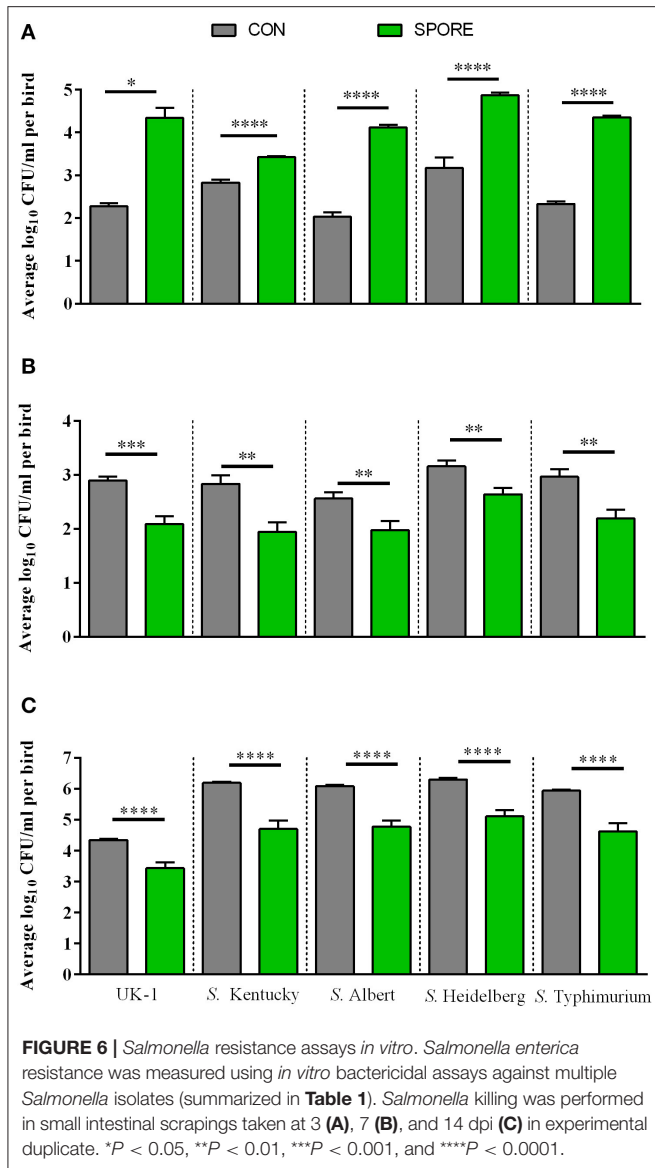 A
CON SPORE
Average log10 CFU/ml per bird
5
4
3
2
1
0
* **** **** **** ****
B
Average log10 CFU/ml per bird
4
3
2
1
0
*** ** ** ** **
C
Average log10 CFU/ml per bird
7
6
5
4
3
2
1
0
**** **** **** **** ****
UK-1 S. Kentucky S. Albert S. Heidelberg S. Typhimurium
FIGURE 6 | Salmonella resistance assays in vitro. Salmonella enterica
resistance was measured using in vitro bactericidal assays against multiple
Salmonella isolates (summarized in Table 1). Salmonella killing was performed
in small intestinal scrapings taken at 3 (A), 7 (B), and 14 dpi (C) in experimental
duplicate. *P < 0.05, **P < 0.01, ***P < 0.001, and ****P < 0.0001.